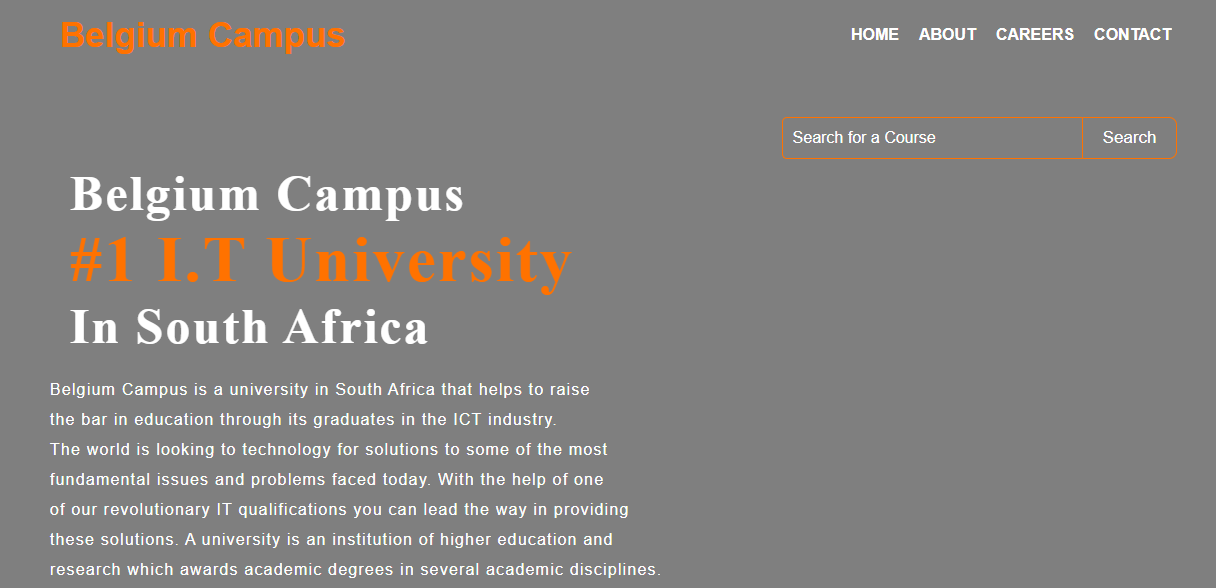 Belgium Campus
HOME ABOUT CAREERS CONTACT
Search for a Course Search
Belgium Campus
#1 I.T University
In South Africa
Belgium Campus is a university in South Africa that helps to raise
the bar in education through its graduates in the ICT industry.
The world is looking to technology for solutions to some of the most
fundamental issues and problems faced today. With the help of one
of our revolutionary IT qualifications you can lead the way in providing
these solutions. A university is an institution of higher education and
research which awards academic degrees in several academic disciplines.